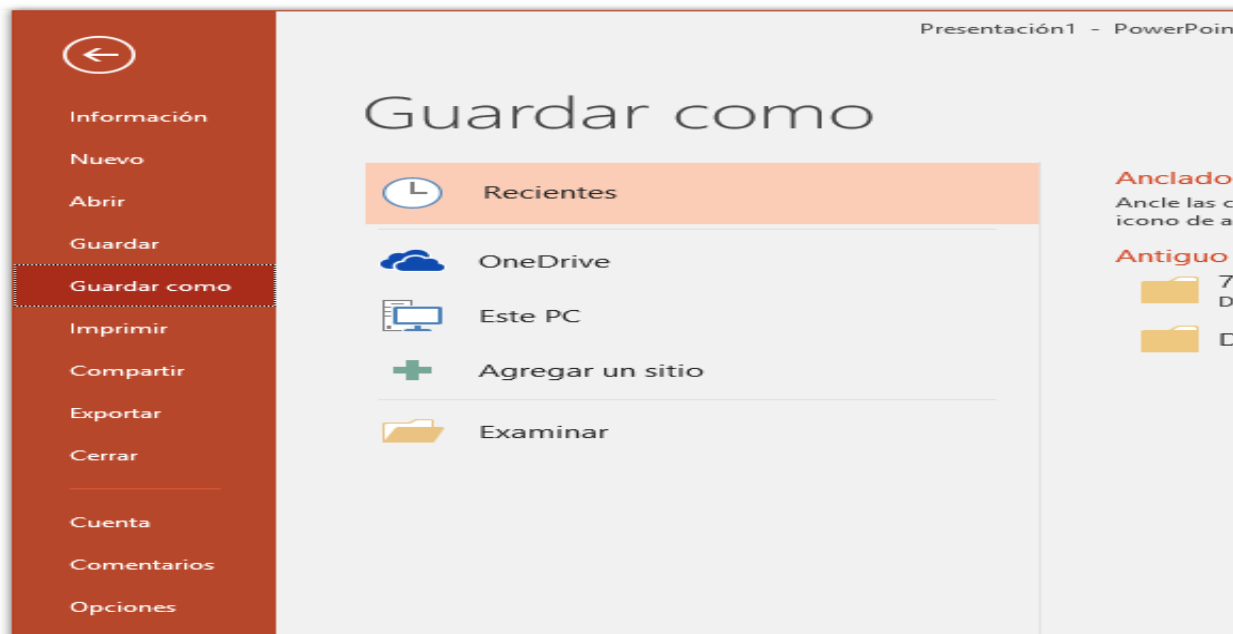 Presentación1 - PowerPoin
Información
Nuevo
Abrir
Guardar
Guardar como
Imprimir
Compartir
Exportar
Cerrar
Cuenta
Comentarios
Opciones
Guardar como
Recientes
OneDrive
Este PC
Agregar un sitio
Examinar
Anclado
Ancle las c
icono de a
Antiguo
7
D
D